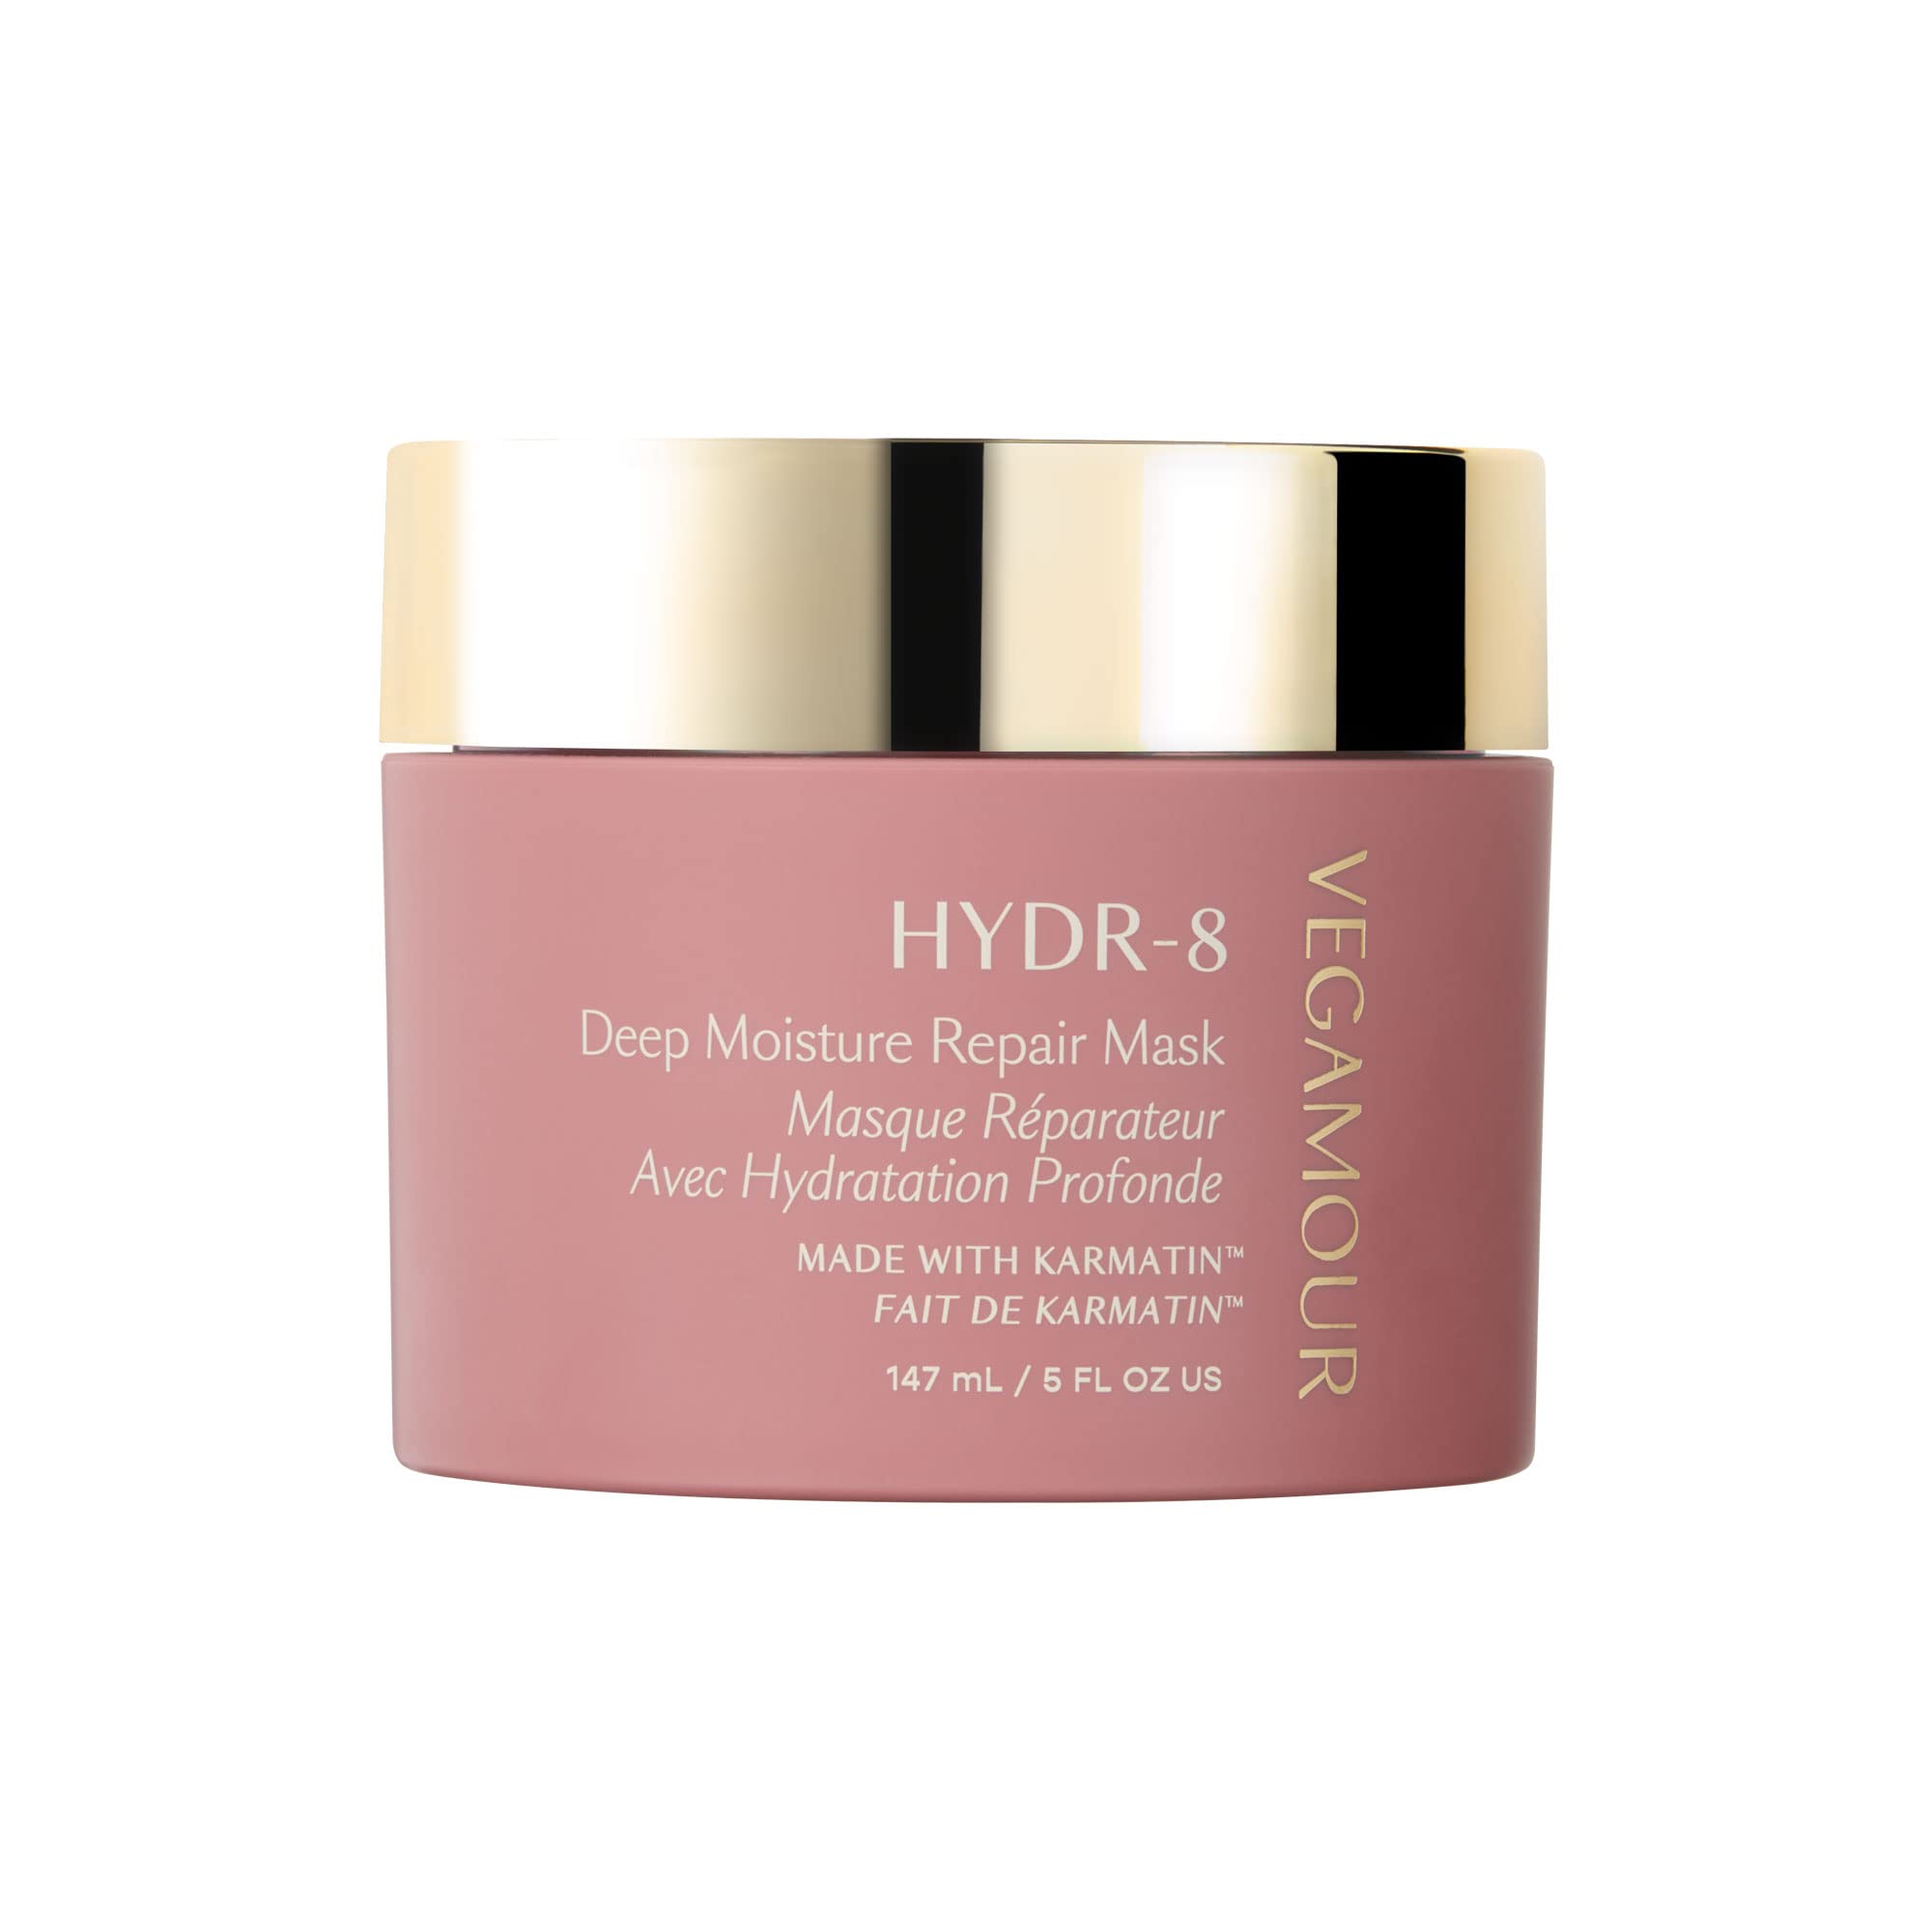 HYDR-8
Deep Moisture Repair Mask
Masque Réparateur
Avec Hydratation Profonde
MADE WITH KARMATIN™
FAIT DE KARMATIN™
147 mL / 5 FL OZ US
VEGAMOUR